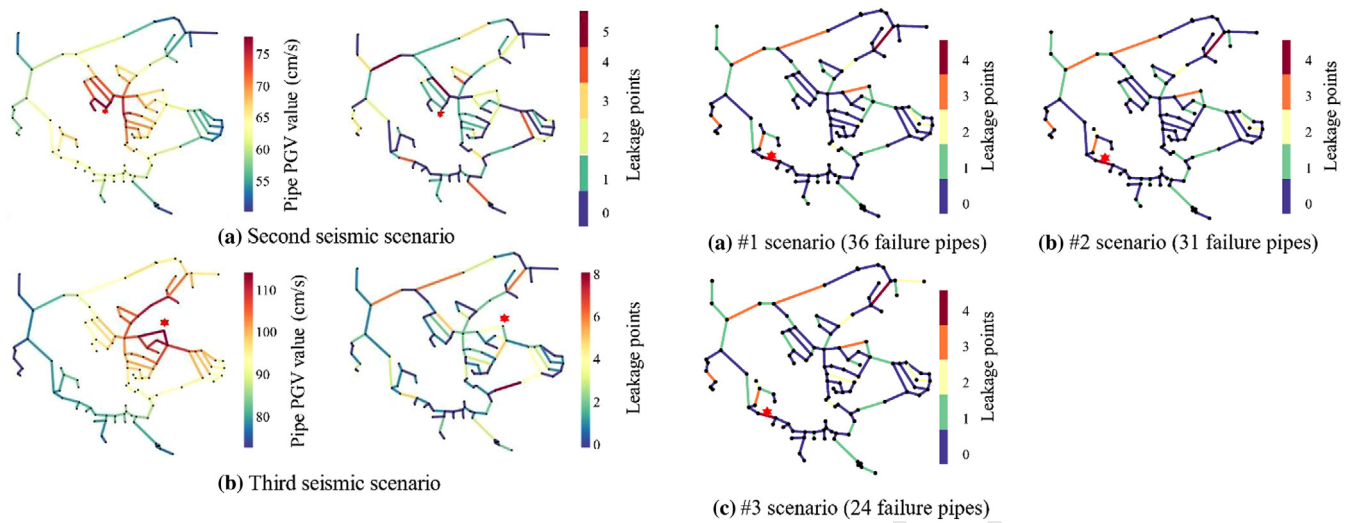 75
70
65
60
55
Pipe PGV value (cm/s)
5
4
3
2
1
0
Leakage points
(a) Second seismic scenario
110
100
90
80
Pipe PGV value (cm/s)
8
6
4
2
0
Leakage points
(b) Third seismic scenario
4
3
2
1
0
Leakage points
(a) #1 scenario (36 failure pipes)
4
3
2
1
0
Leakage points
(b) #2 scenario (31 failure pipes)
4
3
2
1
0
Leakage points
(c) #3 scenario (24 failure pipes)